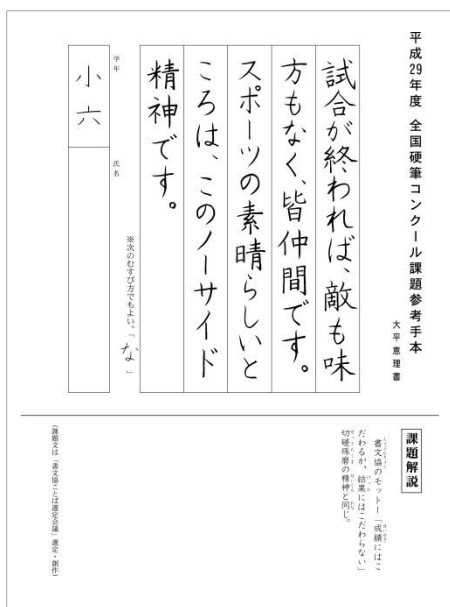 平成29年度 全国硬筆コンクール課題参考手本
大平恵理書
試合が終われば、敵も味
方もなく、皆仲間です。
スポーツの素晴らしいと
ころは、このノーサイド
精神です。
学年
小六
氏名
※次のむすび方でもよい。「な」
課題解説
書文協のモットー「成績にはこ
だわるが、結果にはこだわらない」
切磋琢磨の精神と同じ。
(課題文は「書文協ことば選定会議」選定・創作)